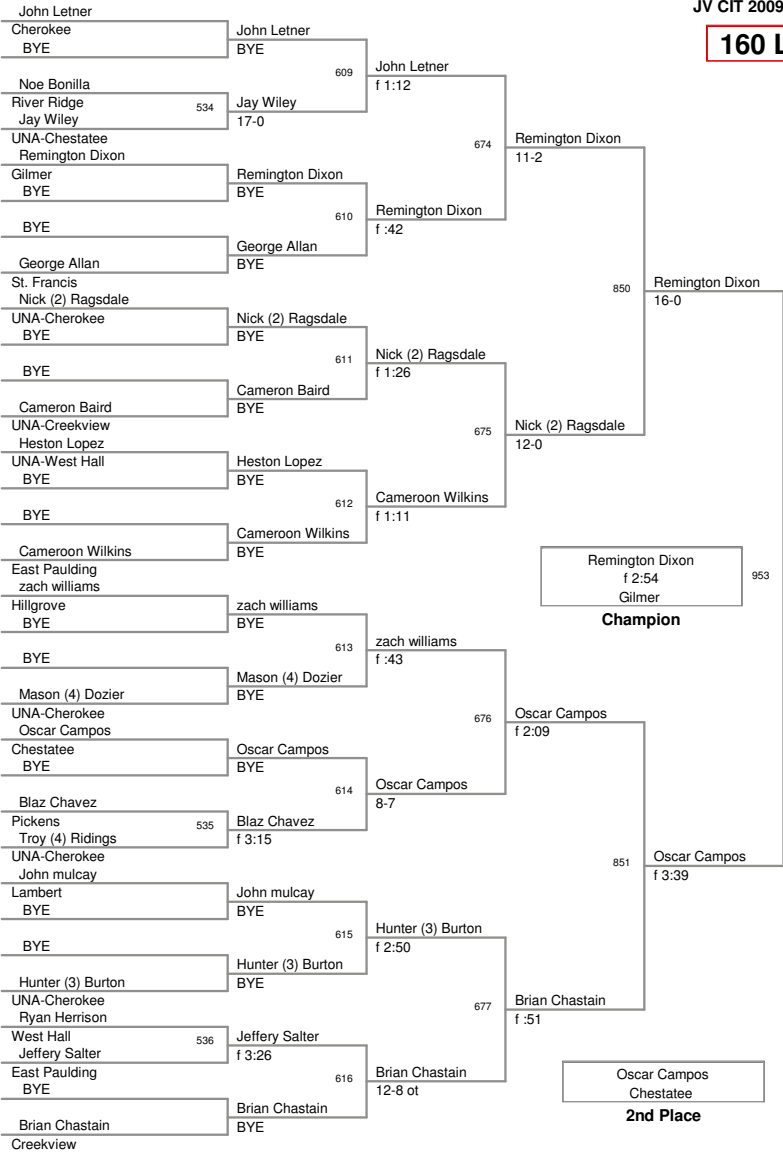 JV CIT 2009
160 L
John Letner
Cherokee
BYE
Noe Bonilla
River Ridge
534
Jay Wiley
UNA-Chestatee
Remington Dixon
Gilmer
BYE
BYE
George Allan
St. Francis
Nick (2) Ragsdale
UNA-Cherokee
BYE
BYE
Cameron Baird
UNA-Creekview
Heston Lopez
UNA-West Hall
BYE
BYE
Cameroon Wilkins
East Paulding
zach williams
Hillgrove
BYE
BYE
Mason (4) Dozier
UNA-Cherokee
Oscar Campos
Chestatee
BYE
Blaz Chavez
Pickens
535
Troy (4) Ridings
UNA-Cherokee
John mulcay
Lambert
BYE
BYE
Hunter (3) Burton
UNA-Cherokee
Ryan Herrison
West Hall
536
Jeffery Salter
East Paulding
BYE
Brian Chastain
Creekview
John Letner
BYE
609
Jay Wiley
17-0
Remington Dixon
BYE
610
George Allan
BYE
Nick (2) Ragsdale
BYE
611
Cameron Baird
BYE
Heston Lopez
BYE
612
Cameroon Wilkins
BYE
zach williams
BYE
613
Mason (4) Dozier
BYE
Oscar Campos
BYE
614
Blaz Chavez
f 3:15
John mulcay
BYE
615
Hunter (3) Burton
BYE
Jeffery Salter
f 3:26
616
Brian Chastain
BYE
John Letner
f 1:12
674
Remington Dixon
f :42
Nick (2) Ragsdale
f 1:26
675
Cameroon Wilkins
f 1:11
zach williams
f :43
676
Oscar Campos
8-7
Hunter (3) Burton
f 2:50
677
Brian Chastain
12-8 ot
Remington Dixon
11-2
850
Nick (2) Ragsdale
12-0
Oscar Campos
f 2:09
851
Brian Chastain
f :51
Remington Dixon
16-0
Oscar Campos
f 3:39
Remington Dixon
f 2:54
Gilmer
953
Champion
Oscar Campos
Chestatee
2nd Place